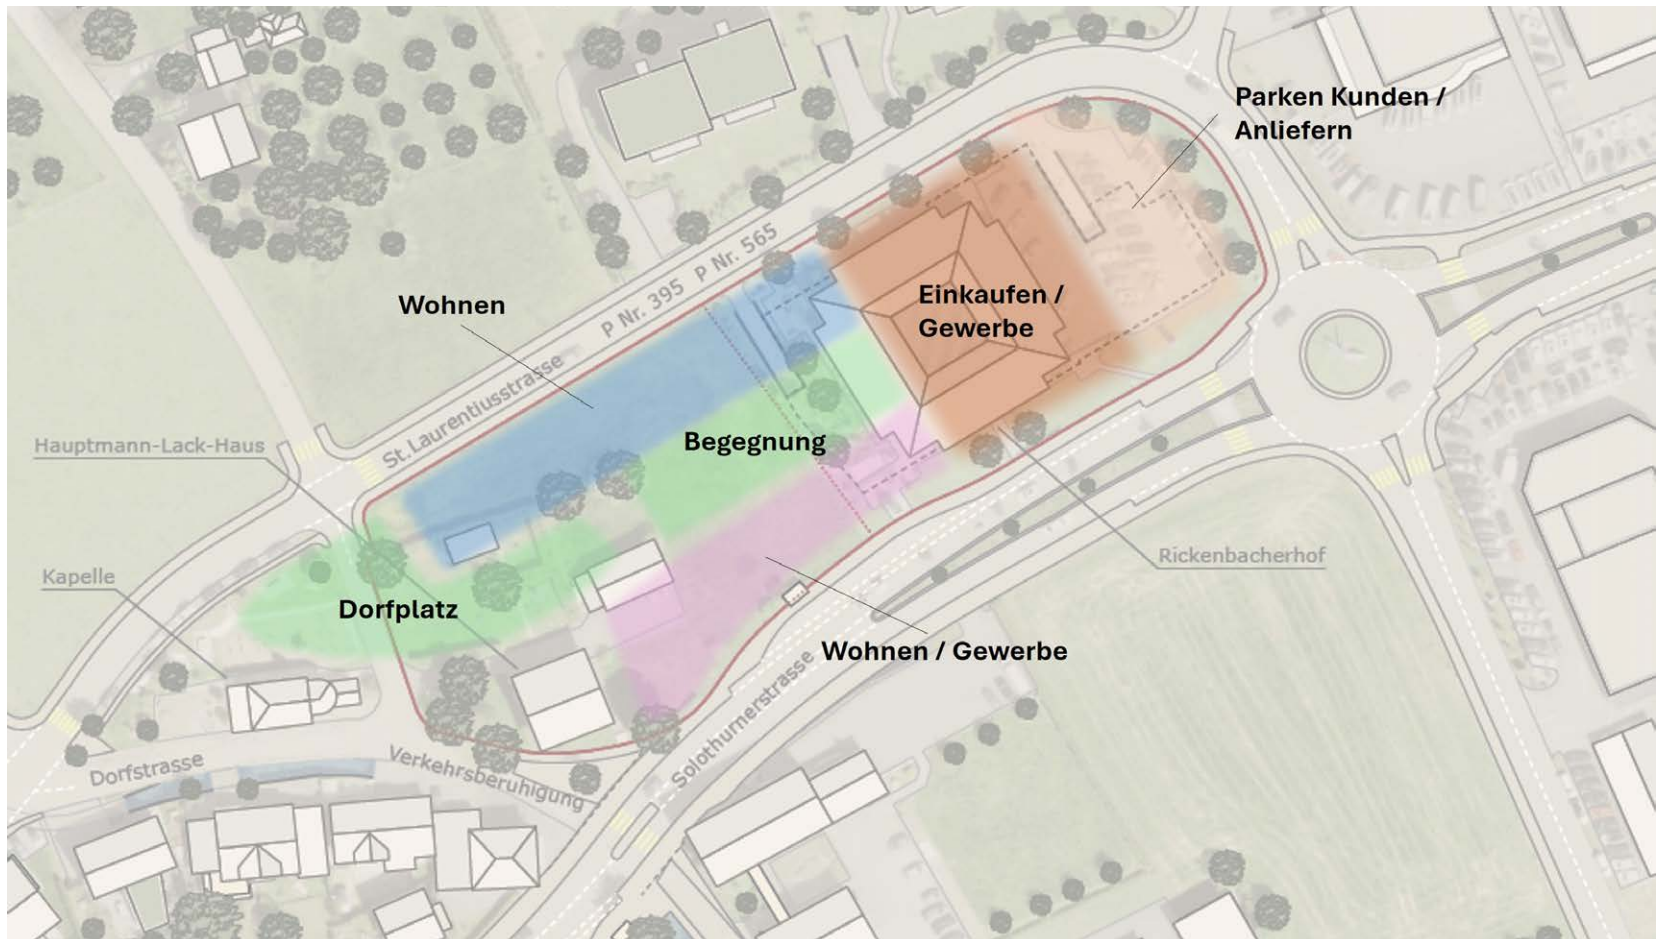 Parken Kunden /
Anliefern
P Nr. 395 P Nr. 565
Wohnen
Einkaufen /
Gewerbe
St.Laurentiusstrasse
Hauptmann-Lack-Haus
Begegnung
Rickenbacherhof
Kapelle
Dorfplatz
Wohnen / Gewerbe
Solothurnerstrasse
Dorfstrasse
Verkehrsberuhigung